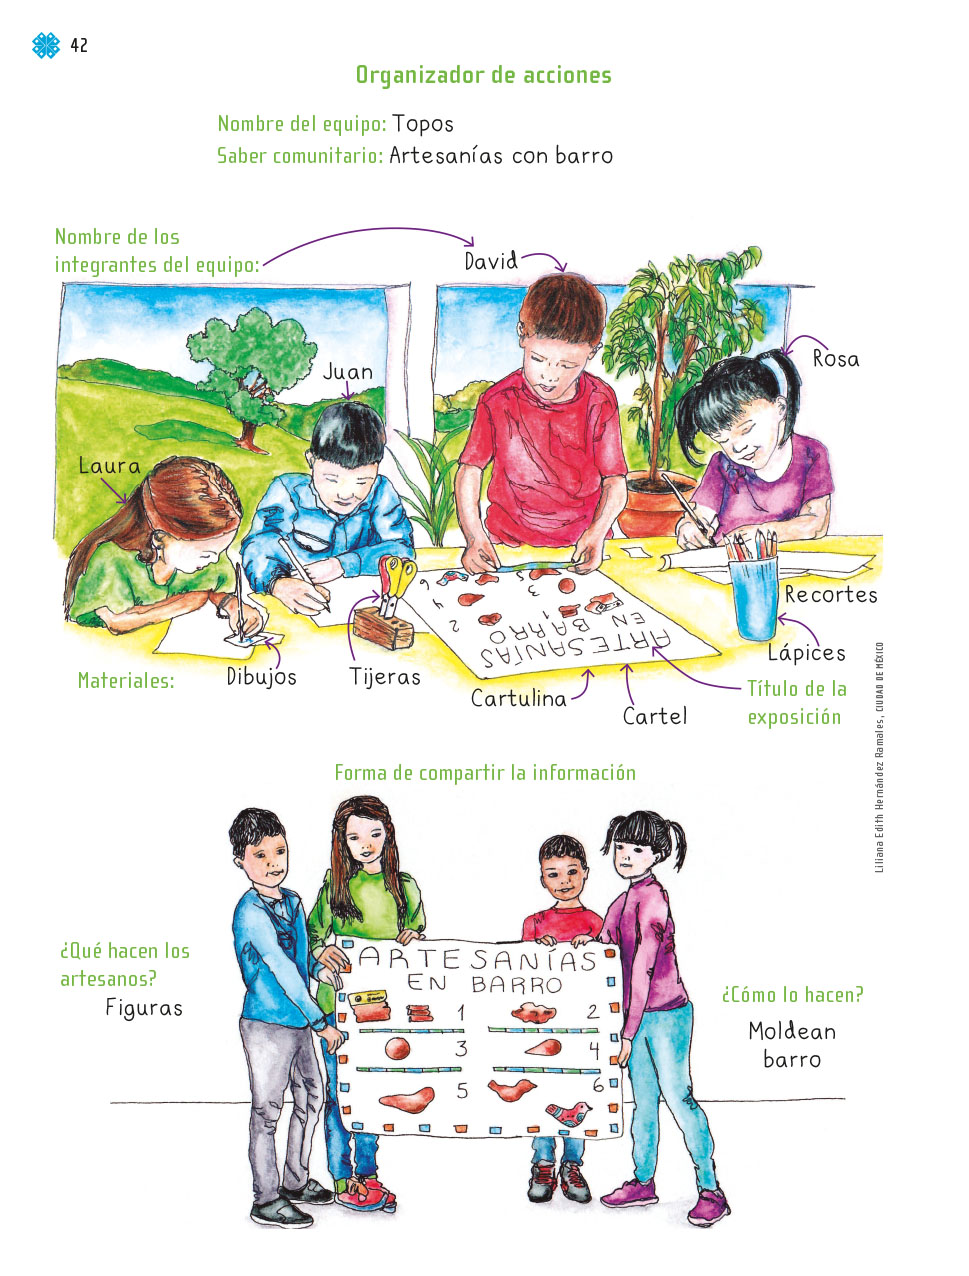 42
Organizador de acciones
Nombre del equipo: Topos
Saber comunitario: Artesanías con barro
Nombre de los
integrantes del equipo:
David
Rosa
Juan
Laura
Recortes
Lápices
Materiales:
Dibujos
Tijeras
Cartulina
Cartel
Título de la
exposición
ARTESANÍAS
EN BARRO
1
2
3
4
6
Liliana Edith Hernández Ramales, CIUDAD DE MÉXICO
Forma de compartir la información
¿Qué hacen los
artesanos?
Figuras
ARTESANÍAS
EN BARRO
1 2
3 4
5 6
¿Cómo lo hacen?
Moldean
barro